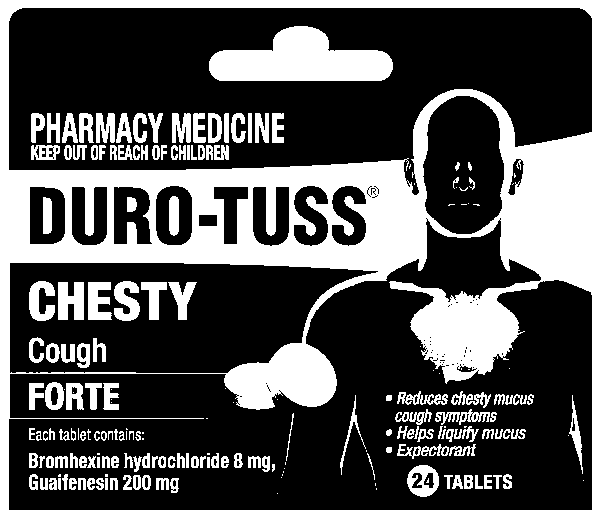 PHARMACY MEDICINE
KEEP OUT OF REACH OF CHILDREN
DURO-TUSS®
CHESTY
Cough
FORTE
Each tablet contains:
Bromhexine hydrochloride 8 mg,
Guaifenesin 200 mg
• Reduces chesty mucus
cough symptoms
• Helps liquify mucus
• Expectorant
24 TABLETS